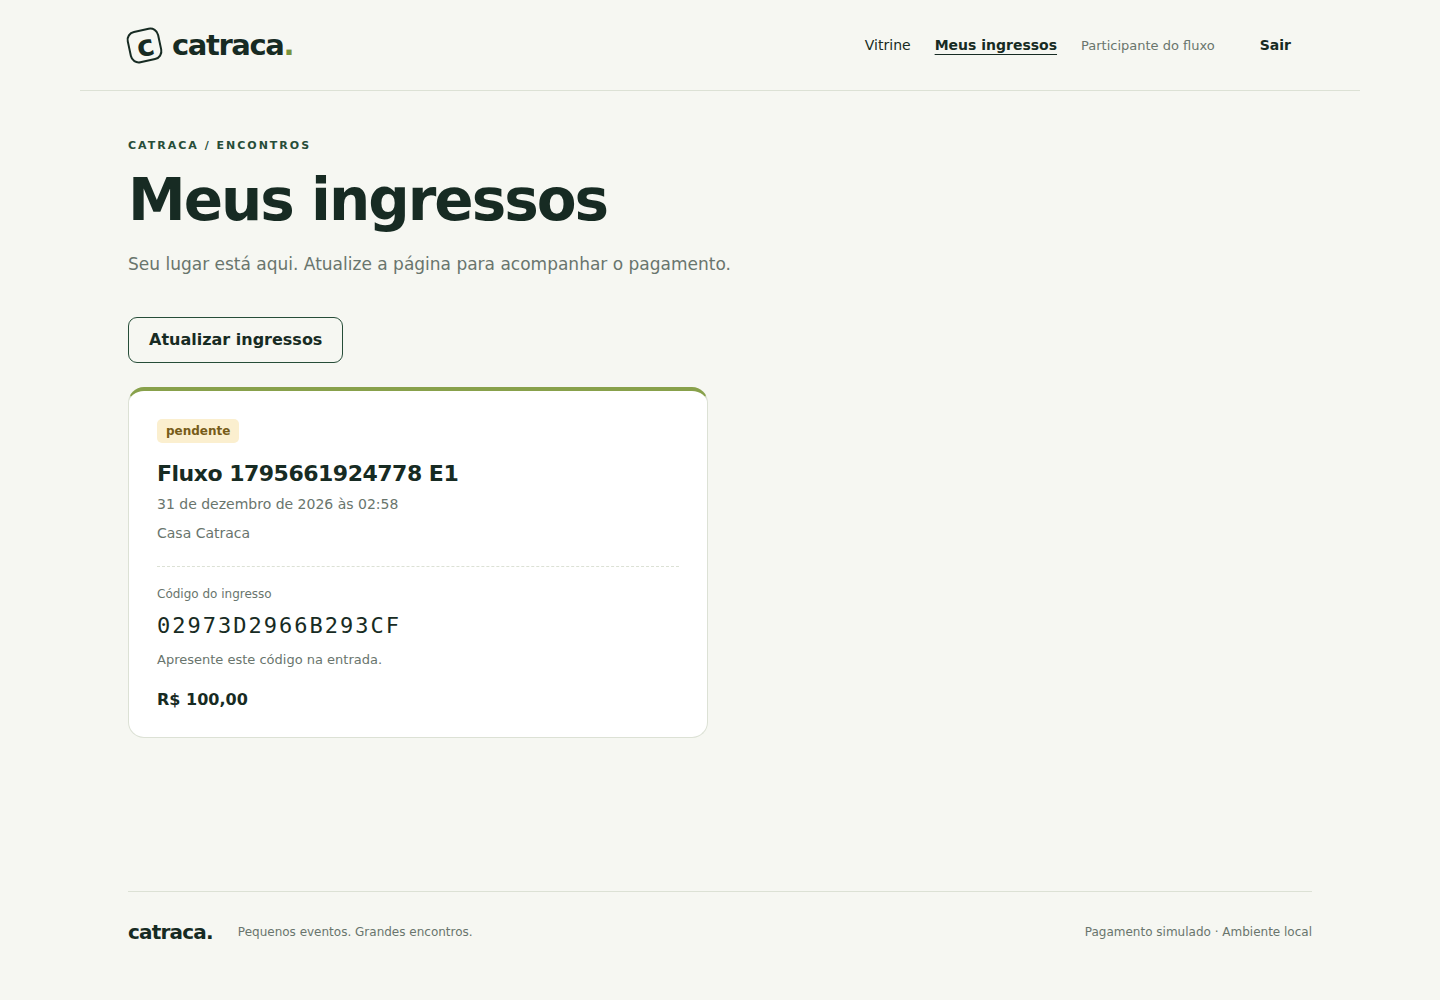 c catraca.
Vitrine Meus ingressos Participante do fluxo Sair
CATRACA / ENCONTROS
Meus ingressos
Seu lugar está aqui. Atualize a página para acompanhar o pagamento.
Atualizar ingressos
pendente
Fluxo 1795661924778 E1
31 de dezembro de 2026 às 02:58
Casa Catraca
Código do ingresso
02973D2966B293CF
Apresente este código na entrada.
R$ 100,00
catraca. Pequenos eventos. Grandes encontros. Pagamento simulado · Ambiente local